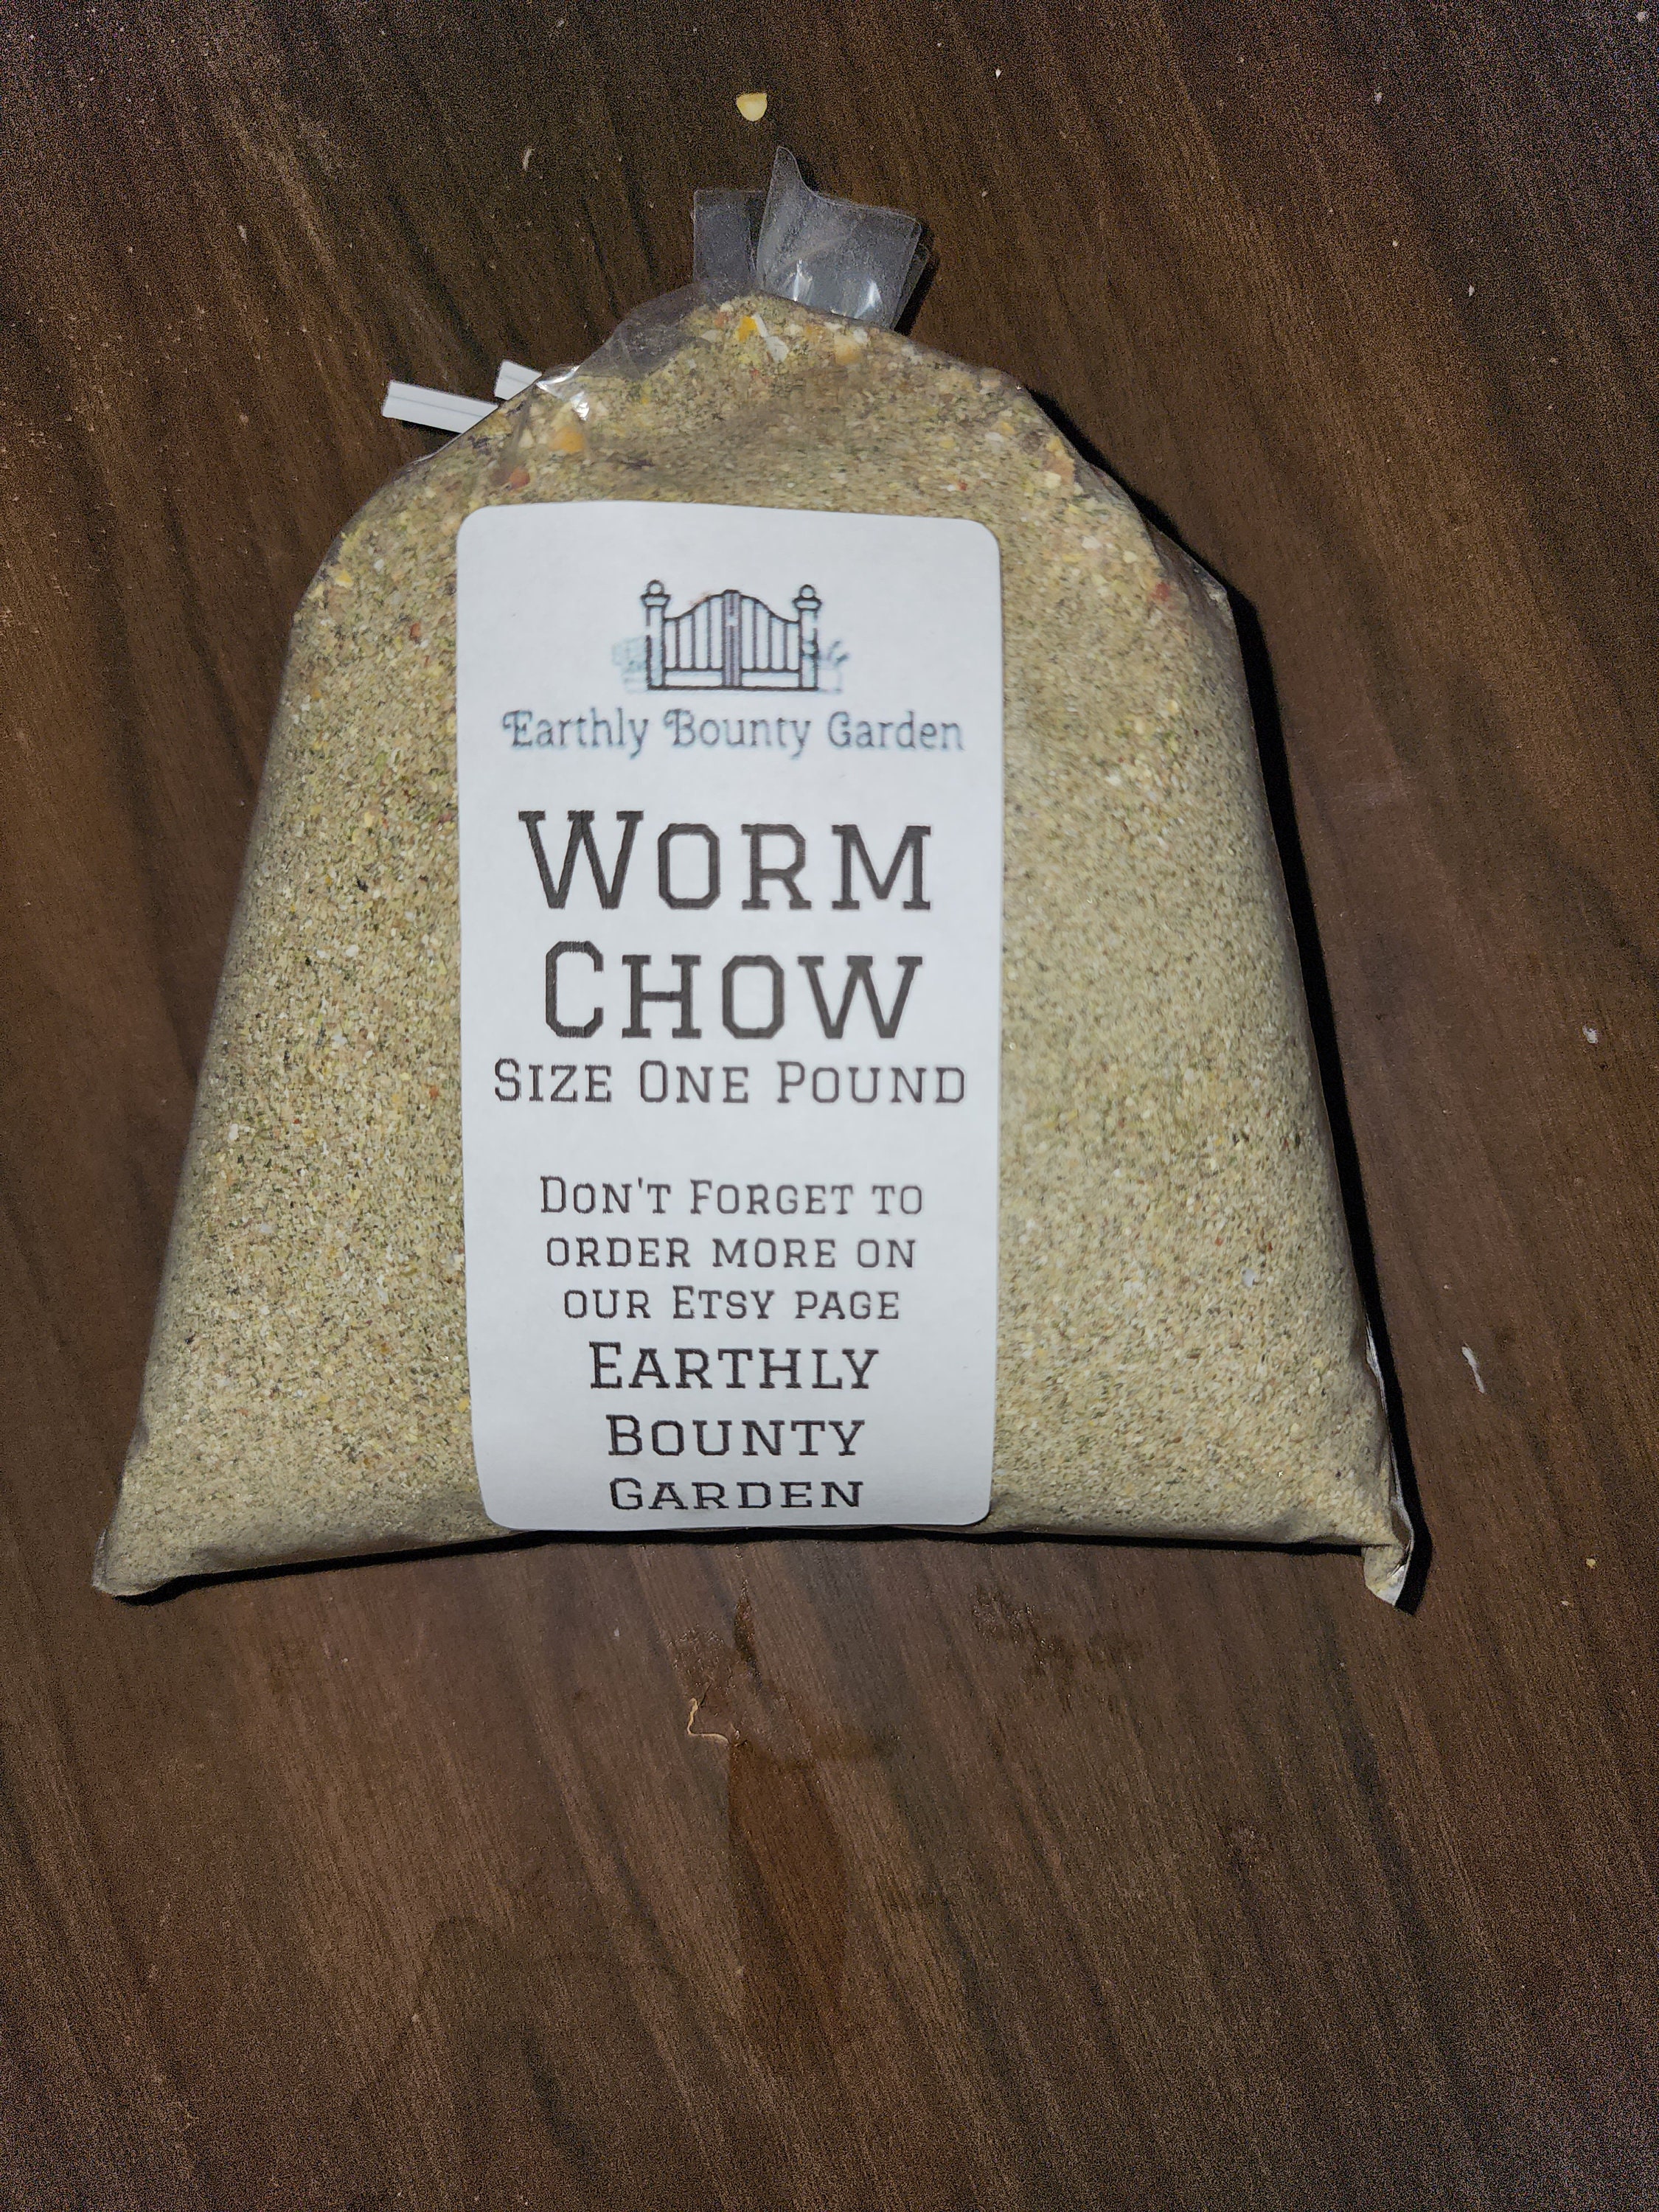 Earthly Bounty Garden
WORM
CHOW
SIZE ONE POUND
DON'T FORGET TO
ORDER MORE ON
OUR ETSY PAGE
EARTHLY
BOUNTY
GARDEN